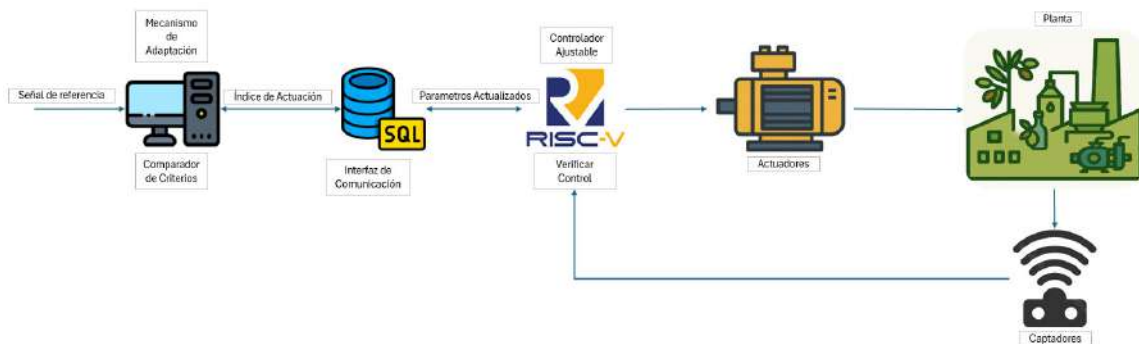 Mecanismo
de
Adaptación
Señal de referencia
Comparador
de Criterios
Índice de Actuación
SQL
Interfaz de
Comunicación
Parametros Actualizados
Controlador
Ajustable
RISC-V
Verificar
Control
Actuadores
Planta
Captadores